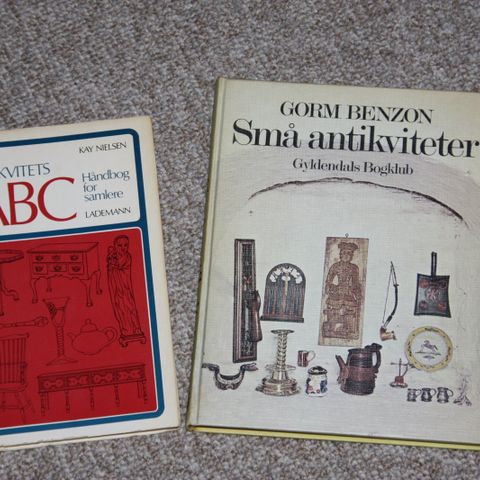 KAY NIELSEN
KVITETS
ABC
Håndbog
for
samlere
LADEMANN
GORM BENZON
Små antikviteter
Gyldendals Bogklub